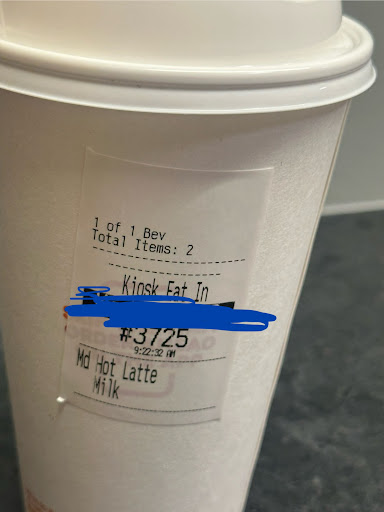 1 of 1 Bev
Total Items: 2
Kiosk Eat In
#3725
9:22:32 AM
Md Hot Latte
Milk